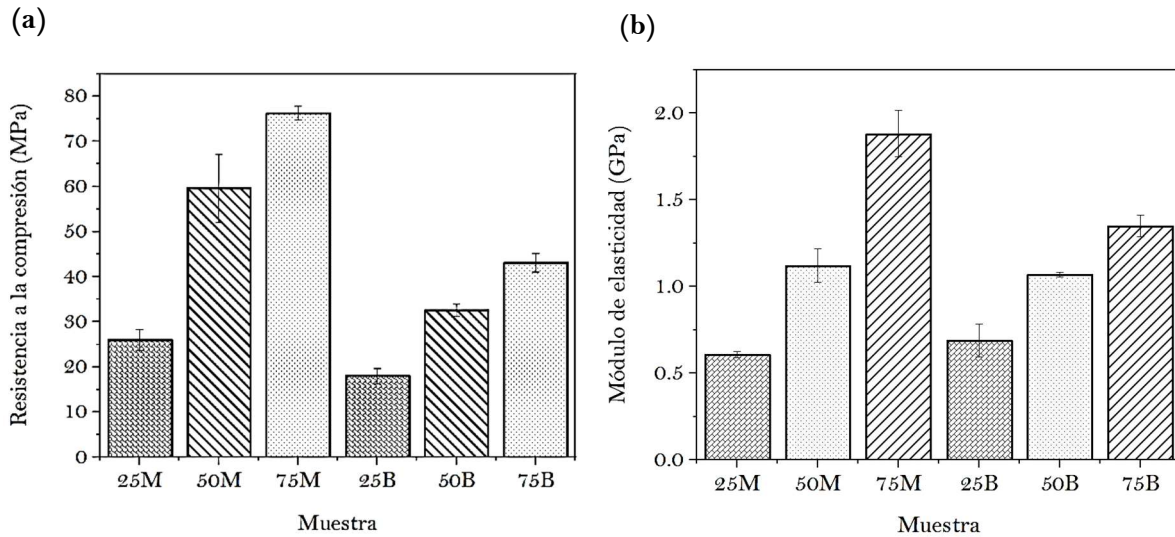 (a)
Resistencia a la compresión (MPa)
80
70
60
50
40
30
20
10
0
25M 50M 75M 25B 50B 75B
Muestra
(b)
Módulo de elasticidad (GPa)
2.0
1.5
1.0
0.5
0.0
25M 50M 75M 25B 50B 75B
Muestra